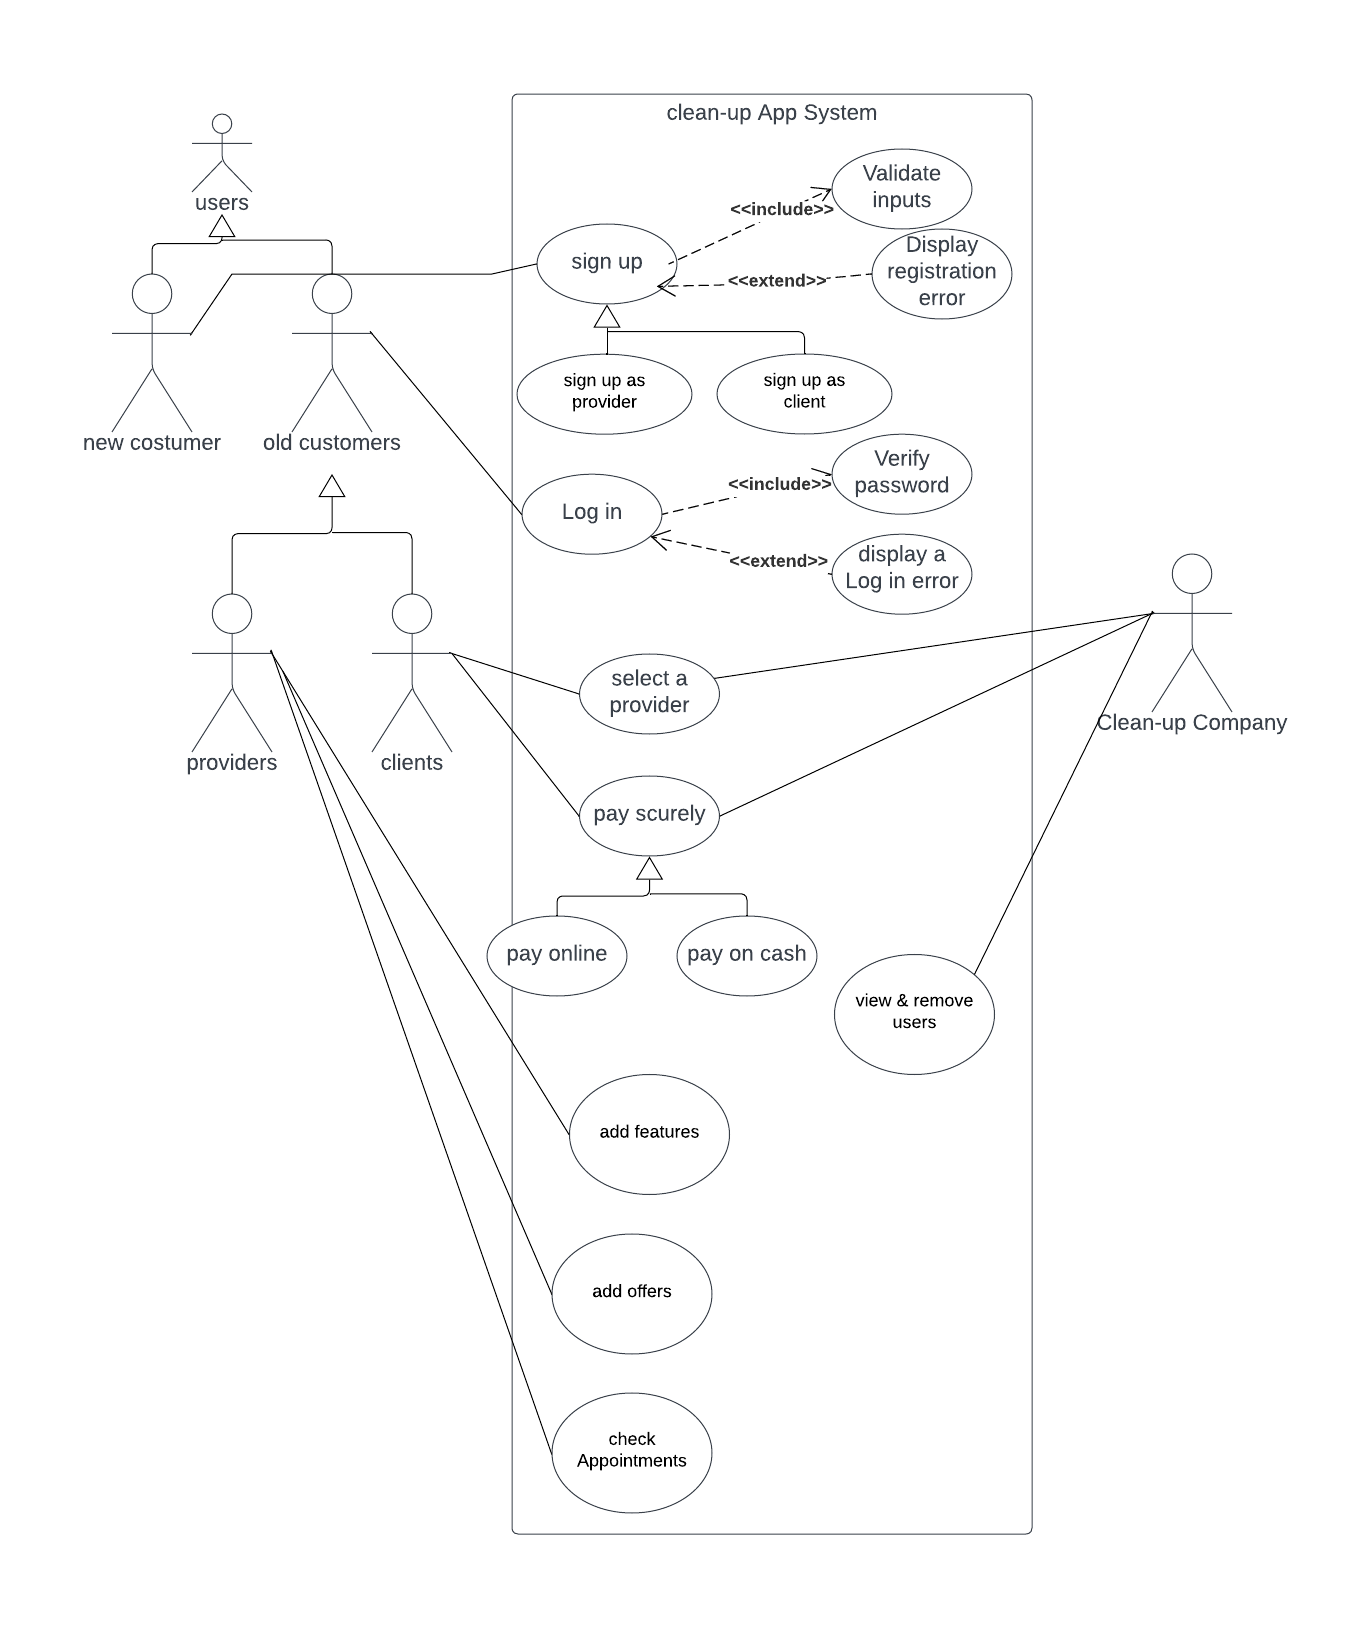 clean-up App System
users
Validate
inputs
<<include>>
Display
registration
error
sign up
<<extend>>
sign up as
provider
sign up as
client
new costumer
old customers
Verify
password
<<include>>
Log in
<<extend>>
display a
Log in error
select a
provider
Clean-up Company
providers
clients
pay scurely
pay online
pay on cash
view & remove
users
add features
add offers
check
Appointments